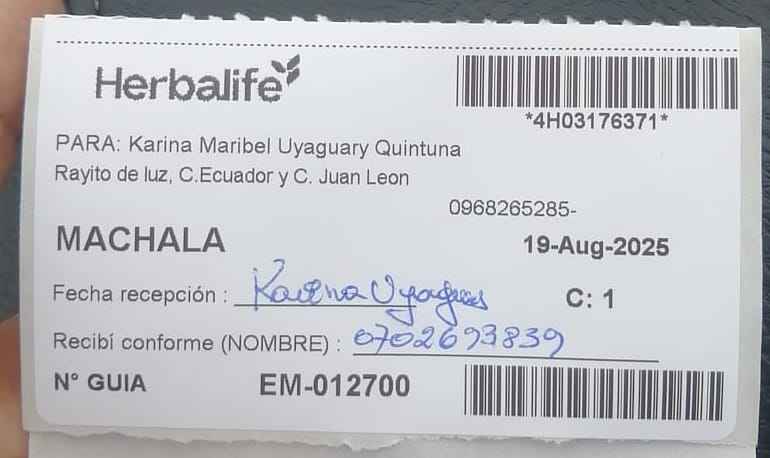 Herbalife
*4H03176371*
PARA: Karina Maribel Uyaguary Quintuna
Rayito de luz, C.Ecuador y C. Juan Leon
0968265285-
MACHALA 19-Aug-2025
Fecha recepción : Karina Uyaguary C: 1
Recibí conforme (NOMBRE) : 0702693839
N° GUIA EM-012700